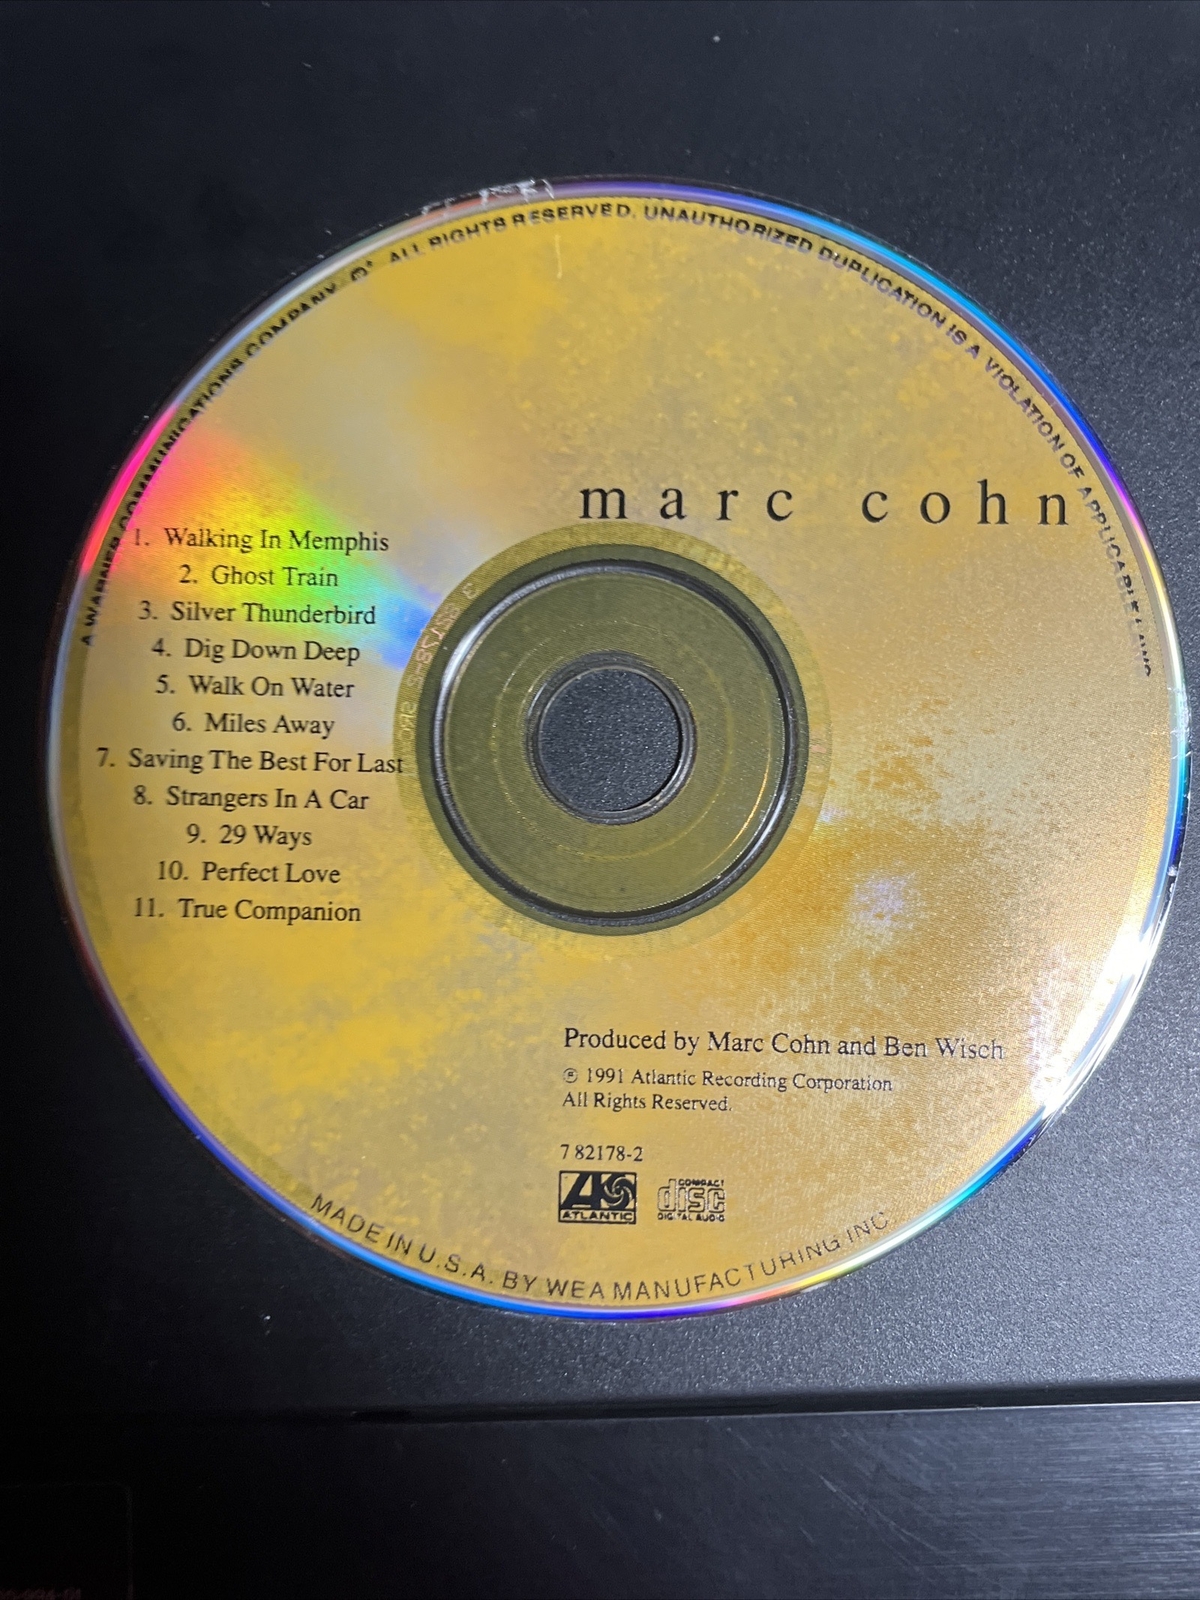 A WARNER COMMUNICATIONS COMPANY. ALL RIGHTS RESERVED. UNAUTHORIZED DUPLICATION IS A VIOLATION OF APPLICABLE LAWS
marc cohn
1. Walking In Memphis
2. Ghost Train
3. Silver Thunderbird
4. Dig Down Deep
5. Walk On Water
6. Miles Away
7. Saving The Best For Last
8. Strangers In A Car
9. 29 Ways
10. Perfect Love
11. True Companion
Produced by Marc Cohn and Ben Wisch
℗ 1991 Atlantic Recording Corporation
All Rights Reserved.
7 82178-2
ATLANTIC
COMPACT
disc
DIGITAL AUDIO
MADE IN U.S.A. BY WEA MANUFACTURING INC